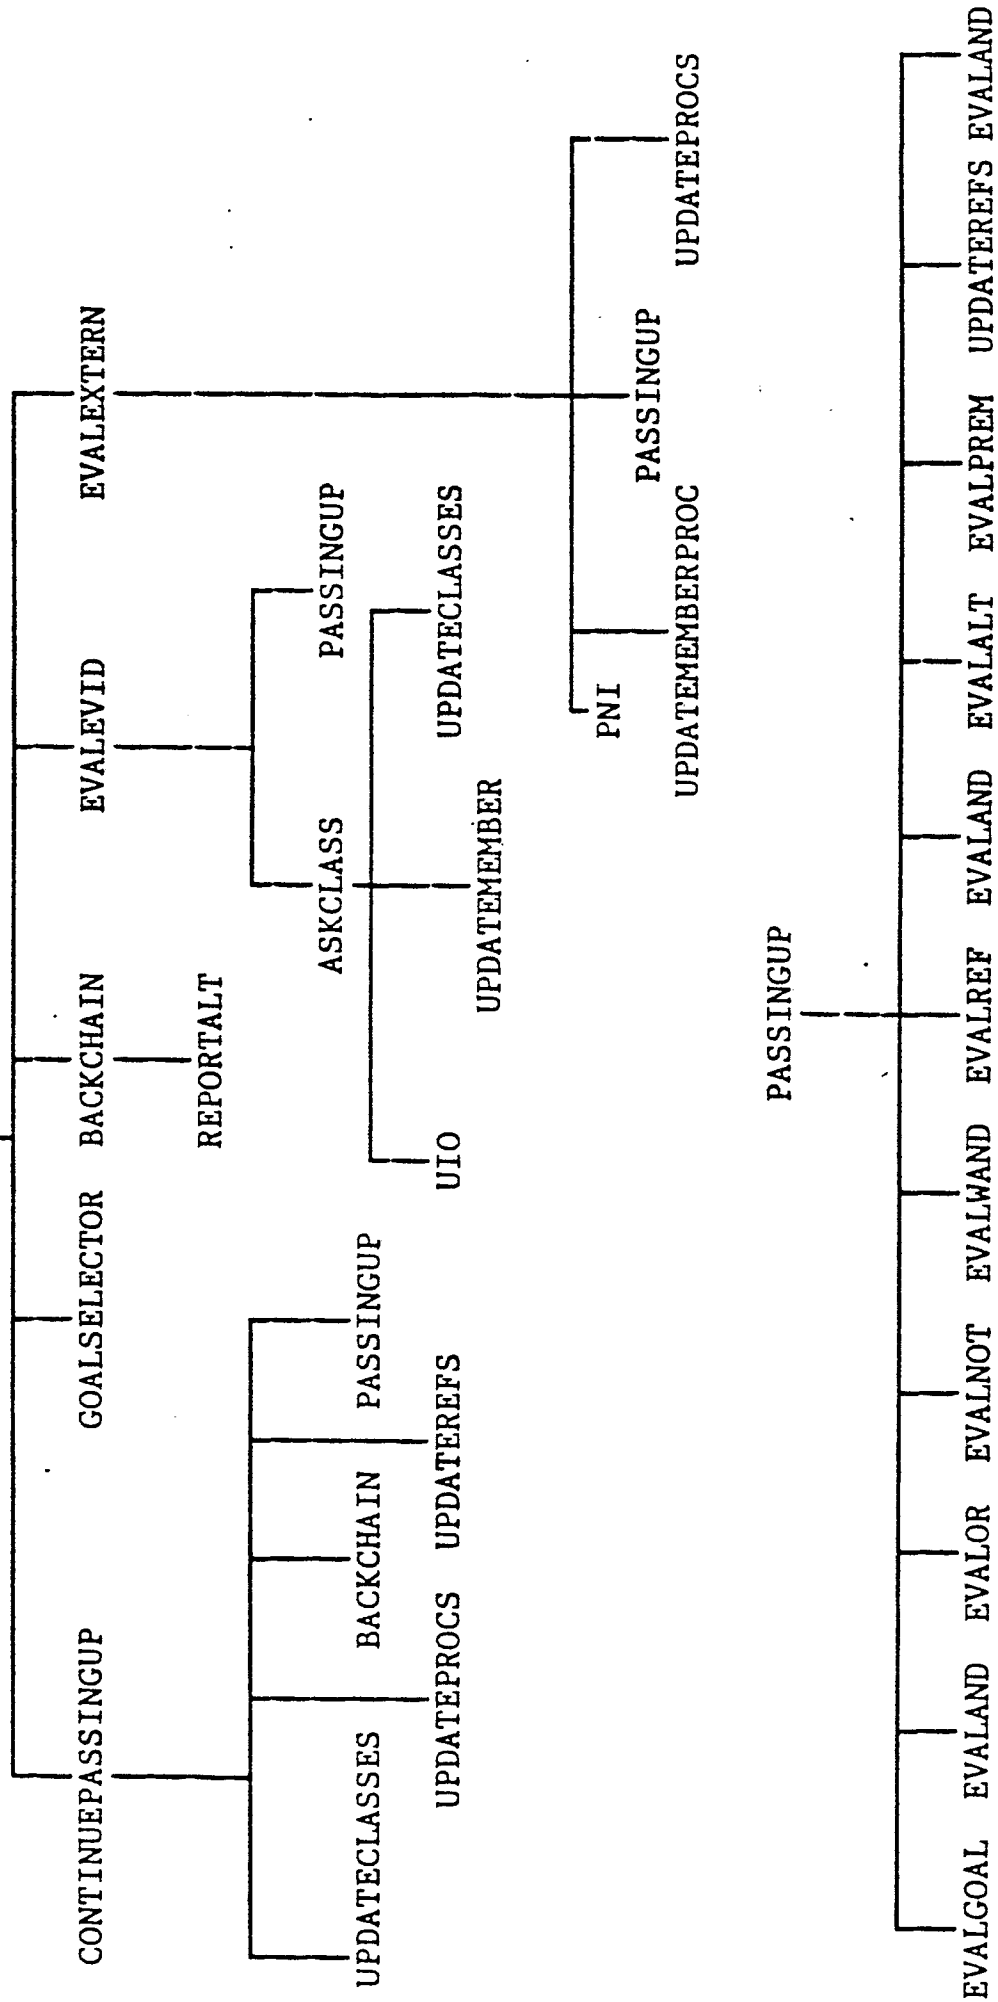 CONTINUEPASSINGUP GOALSELECTOR BACKCHAIN EVALEVID EVALEXTERN
REPORTALT
ASKCLASS PASSINGUP
UPDATECLASSES BACKCHAIN PASSINGUP
UPDATEPROCS UPDATEREFS UIO UPDATECLASSES
UPDATEMEMBER
PNI
PASSINGUP
UPDATEMEMBERPROC UPDATEPROCS
PASSINGUP
EVALGOAL EVALAND EVALOR EVALNOT EVALWAND EVALREF EVALAND EVALALT EVALPREM UPDATEREFS EVALAND